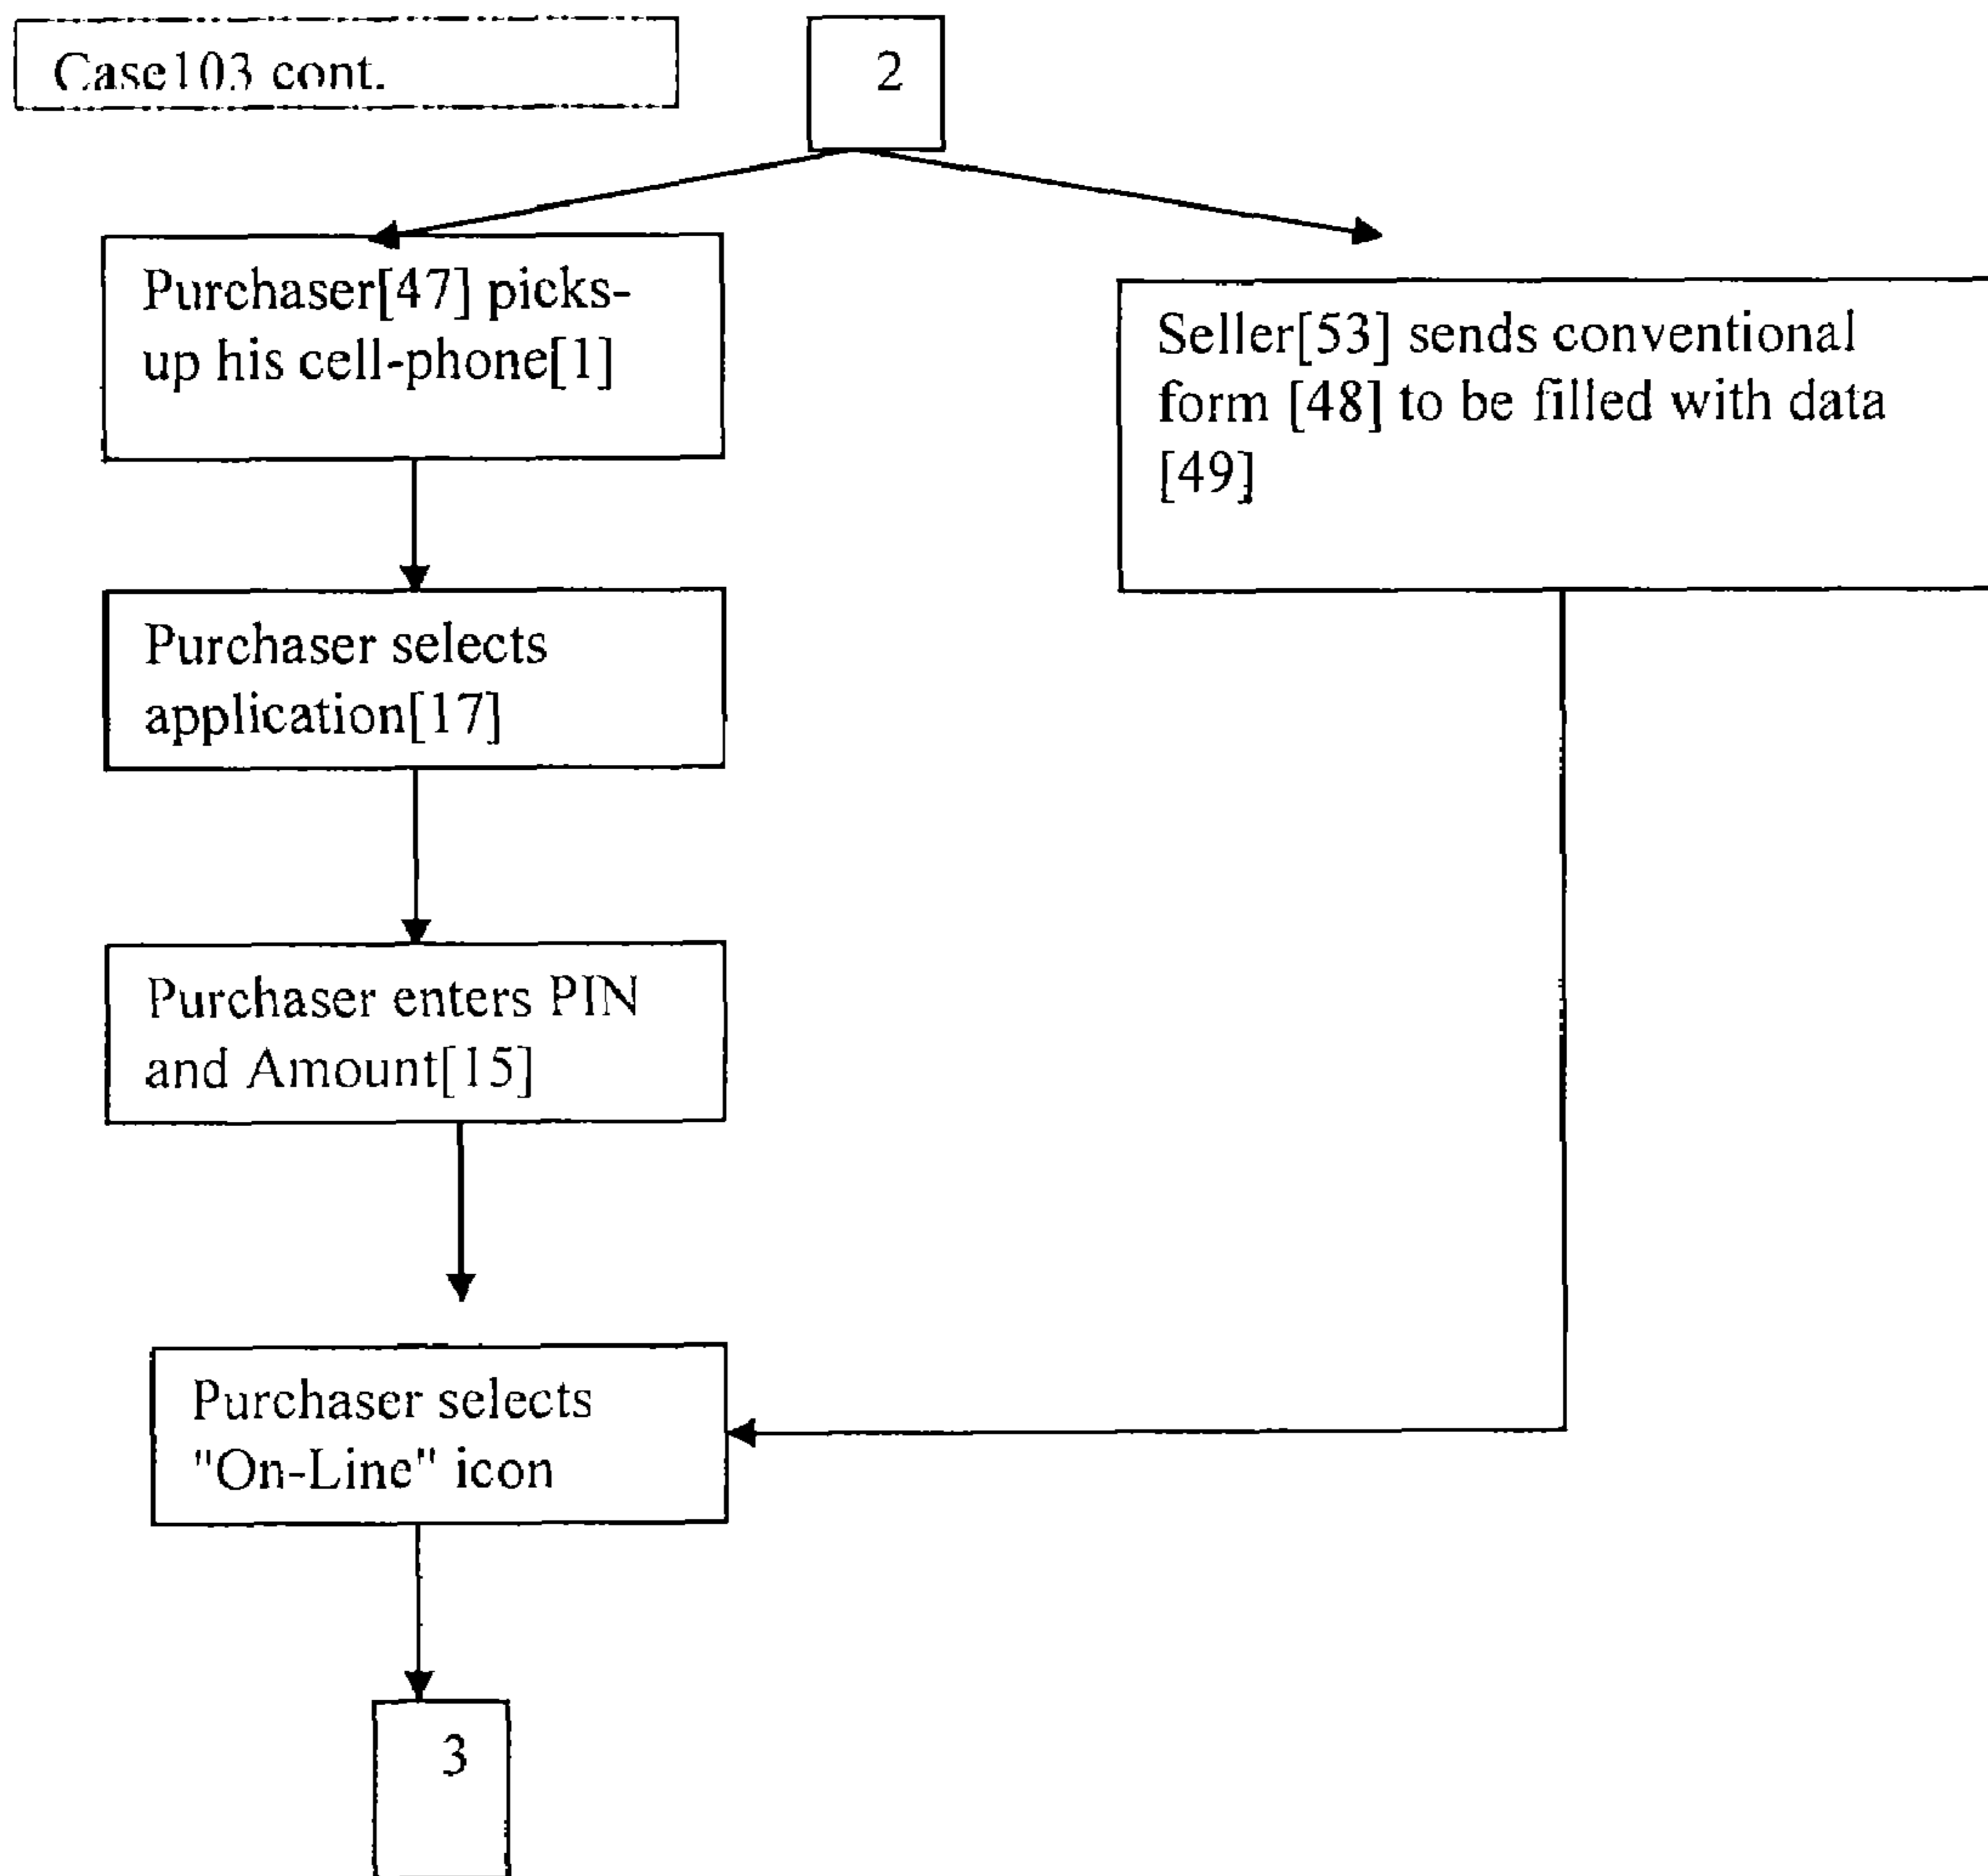 Case103 cont.
2
Purchaser[47] picks-
up his cell-phone[1]
Seller[53] sends conventional
form [48] to be filled with data
[49]
Purchaser selects
application[17]
Purchaser enters PIN
and Amount[15]
Purchaser selects
"On-Line" icon
3